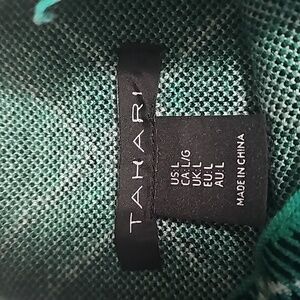 TAHARI
US:L
CA: L/G
UK:L
EU:L
AU:L
MADE IN CHINA